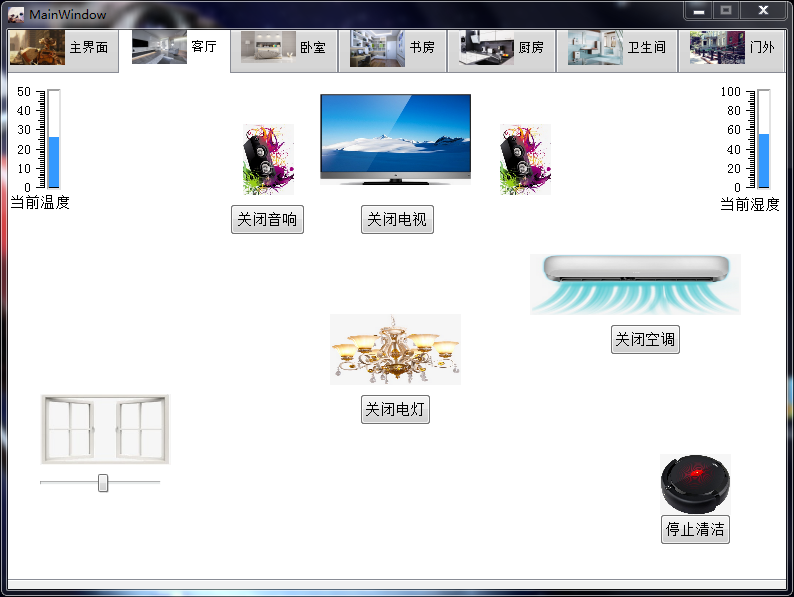 MainWindow
主界面
客厅
卧室
书房
厨房
卫生间
门外
50
40
30
20
10
0
当前温度
100
80
60
40
20
0
当前湿度
关闭音响
关闭电视
关闭空调
关闭电灯
停止清洁